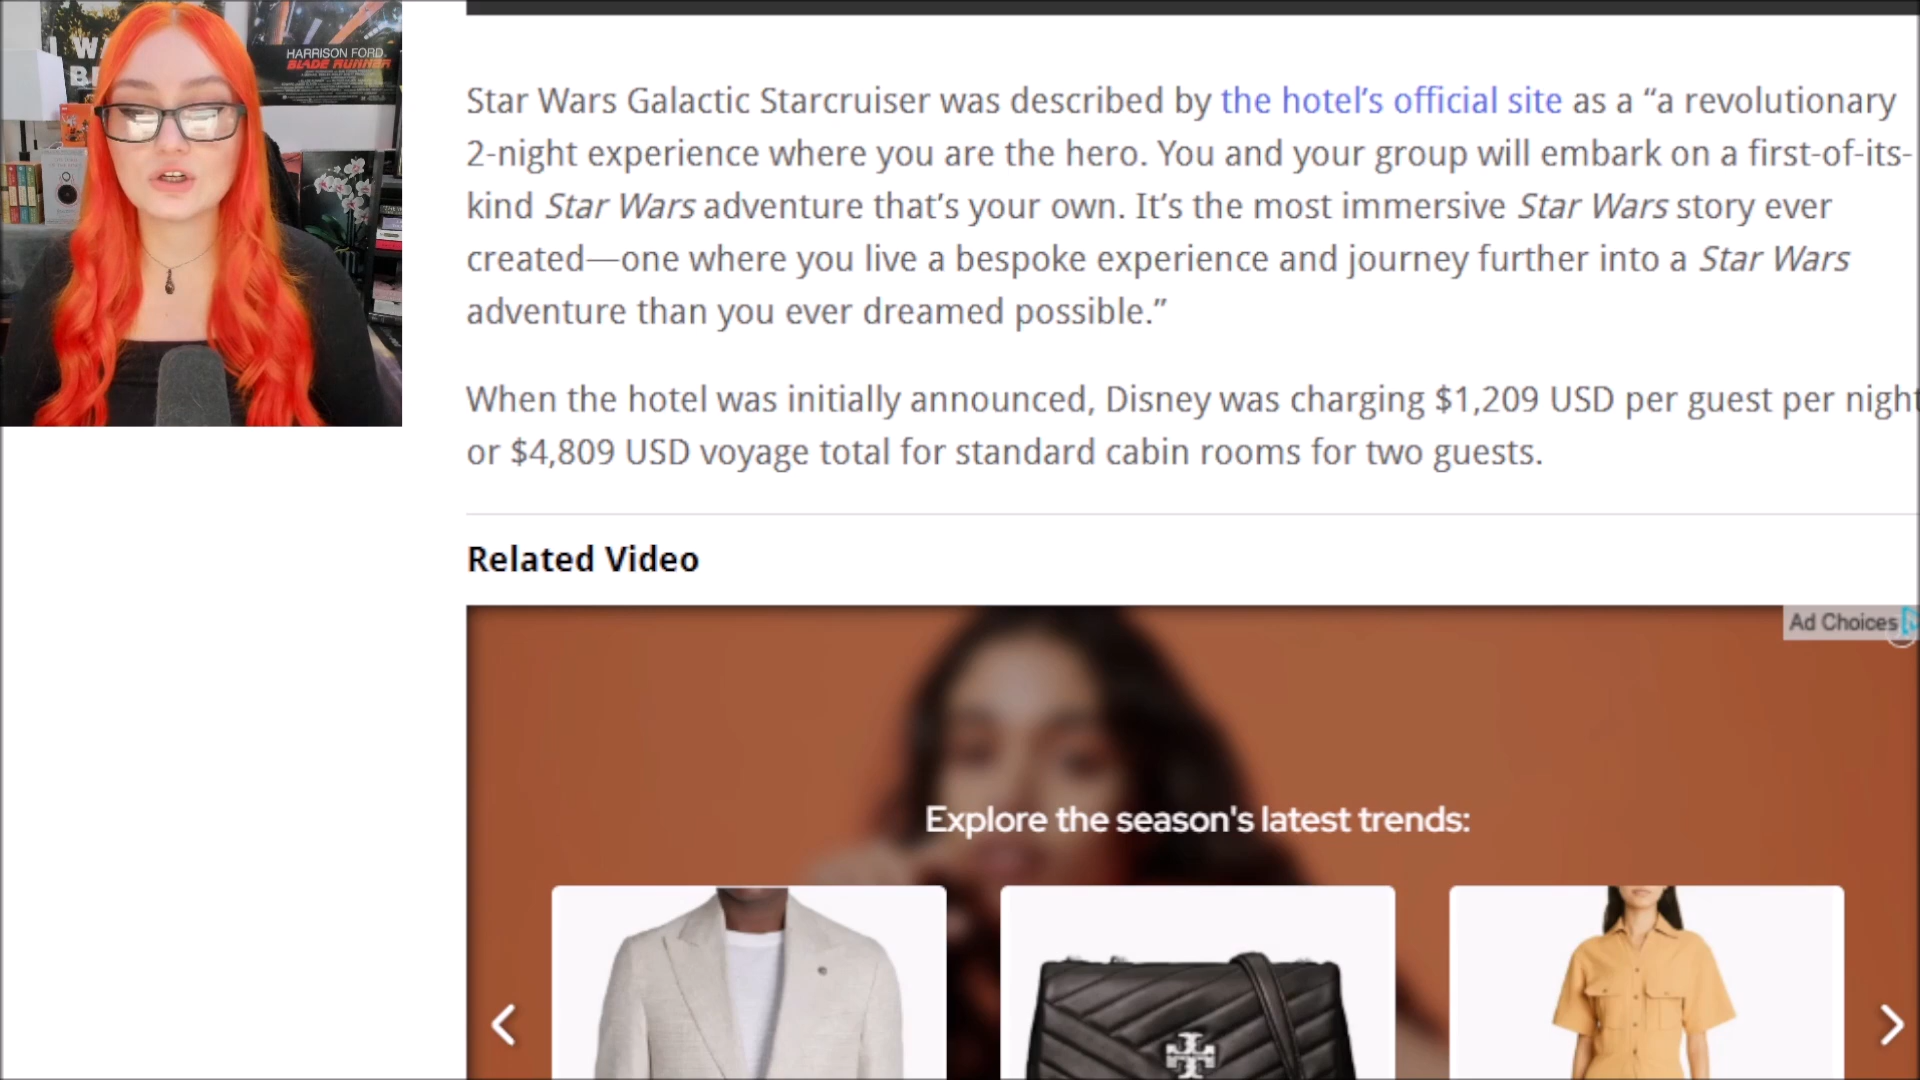 I W
B
HARRISON FORD
BLADE RUNNER
Star Wars Galactic Starcruiser was described by the hotel’s official site as a “a revolutionary
2-night experience where you are the hero. You and your group will embark on a first-of-its-
kind Star Wars adventure that’s your own. It’s the most immersive Star Wars story ever
created—one where you live a bespoke experience and journey further into a Star Wars
adventure than you ever dreamed possible.”
When the hotel was initially announced, Disney was charging $1,209 USD per guest per night
or $4,809 USD voyage total for standard cabin rooms for two guests.
Related Video
Ad Choices
Explore the season's latest trends: